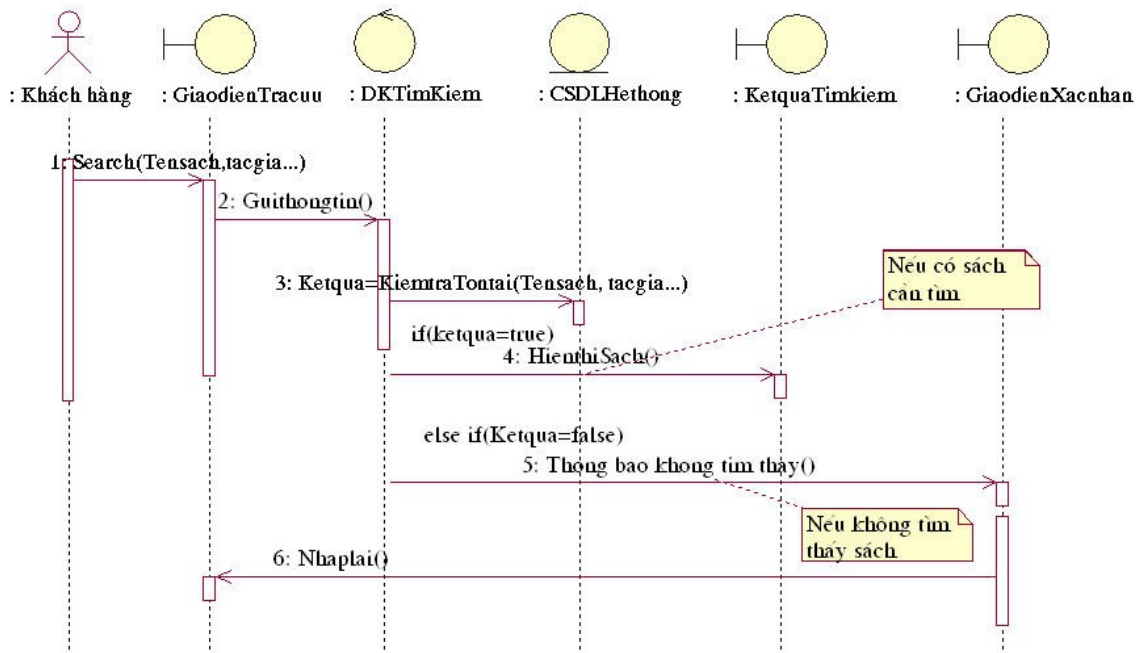 : Khách hàng
: GiaodienTracuu
: DKTimKiem
: CSDLHethong
: KetquaTimkiem
: GiaodienXacnhan
1: Search(Tensach,tacgia...)
2: Guithongtin()
Nếu có sách
cần tìm
3: Ketqua=KiemtraTontai(Tensach, tacgia...)
if(ketqua=true)
4: HienthiSach()
else if(Ketqua=false)
5: Thong bao khong tim thay()
Nếu không tìm
thấy sách
6: Nhaplai()